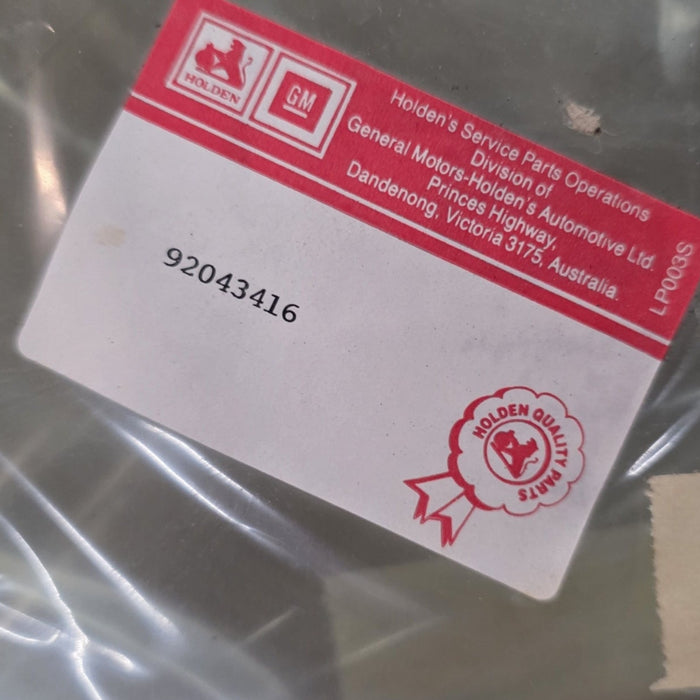 HOLDEN
GM
Holden's Service Parts Operations
Division of
General Motors-Holden's Automotive Ltd.
Princes Highway,
Dandenong, Victoria 3175, Australia.
LP003S
92043416
HOLDEN QUALITY
PARTS